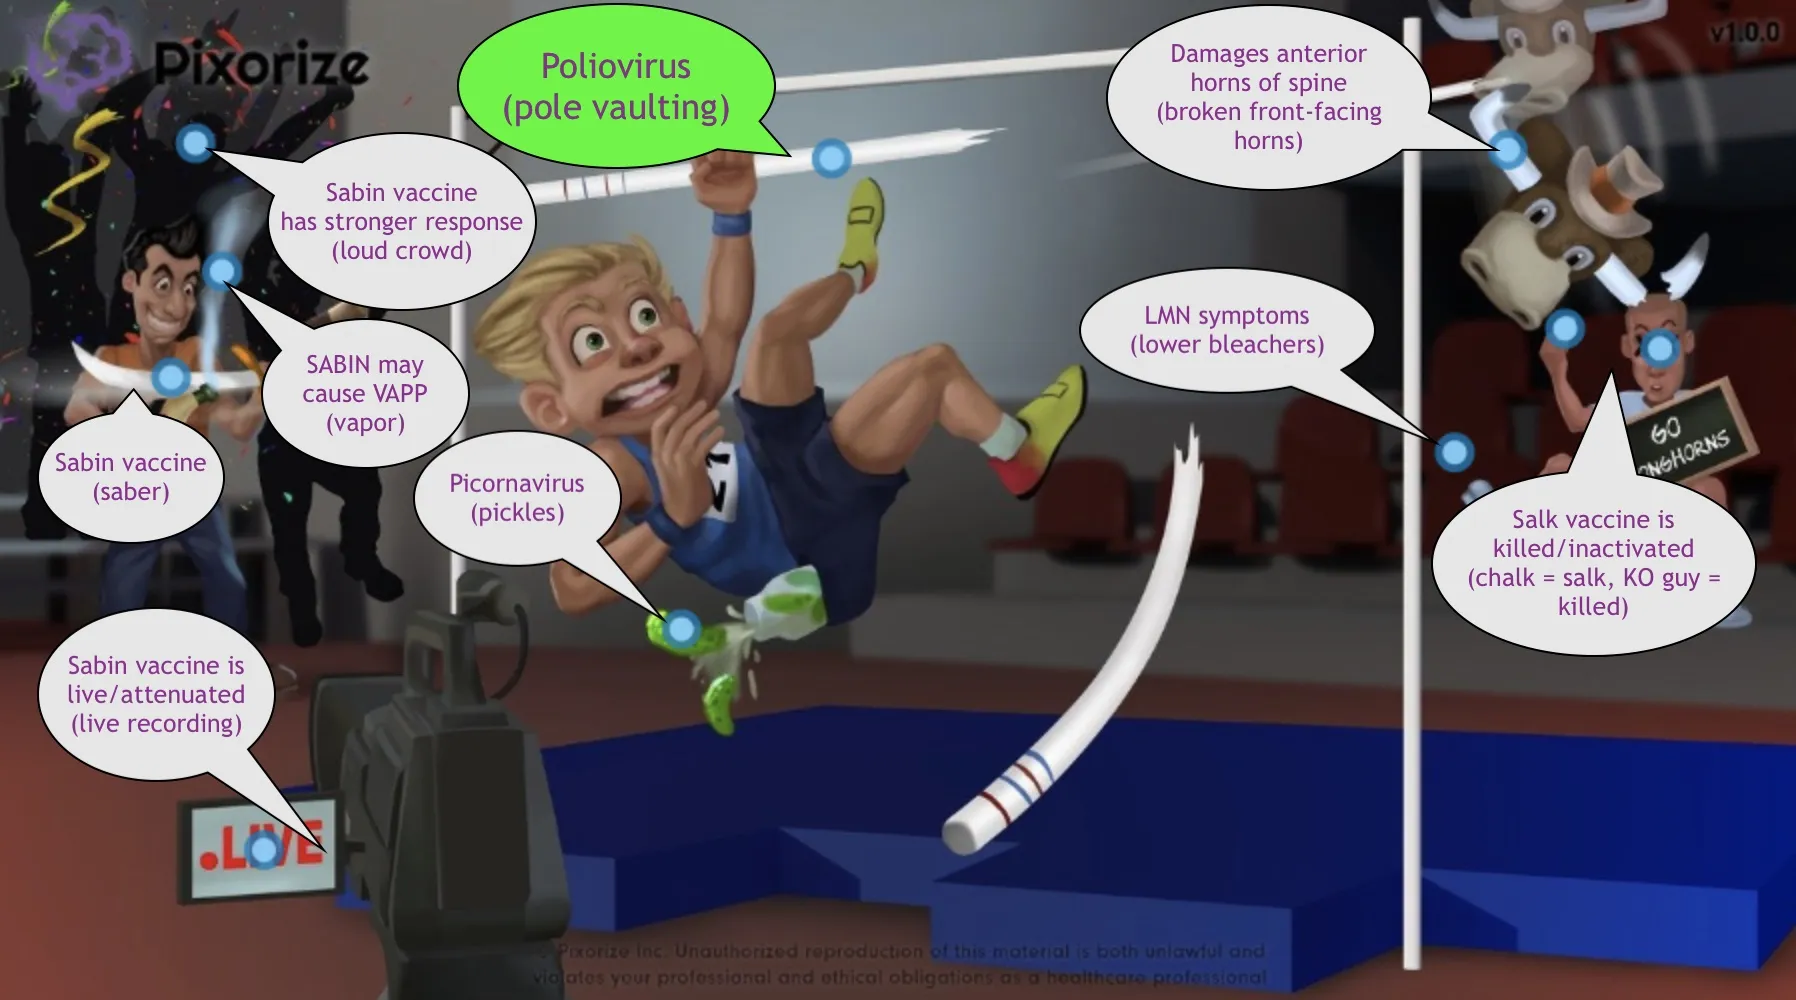 Pixorize
v1.0.0
Poliovirus
(pole vaulting)
Damages anterior
horns of spine
(broken front-facing
horns)
Sabin vaccine
has stronger response
(loud crowd)
LMN symptoms
(lower bleachers)
SABIN may
cause VAPP
(vapor)
Sabin vaccine
(saber)
Picornavirus
(pickles)
GO
ONGHORNS
Salk vaccine is
killed/inactivated
(chalk = salk, KO guy =
killed)
Sabin vaccine is
live/attenuated
(live recording)
.LIVE
Pixorize Inc. Unauthorized reproduction of this material is both unlawful and
violates your professional and ethical obligations as a healthcare professional